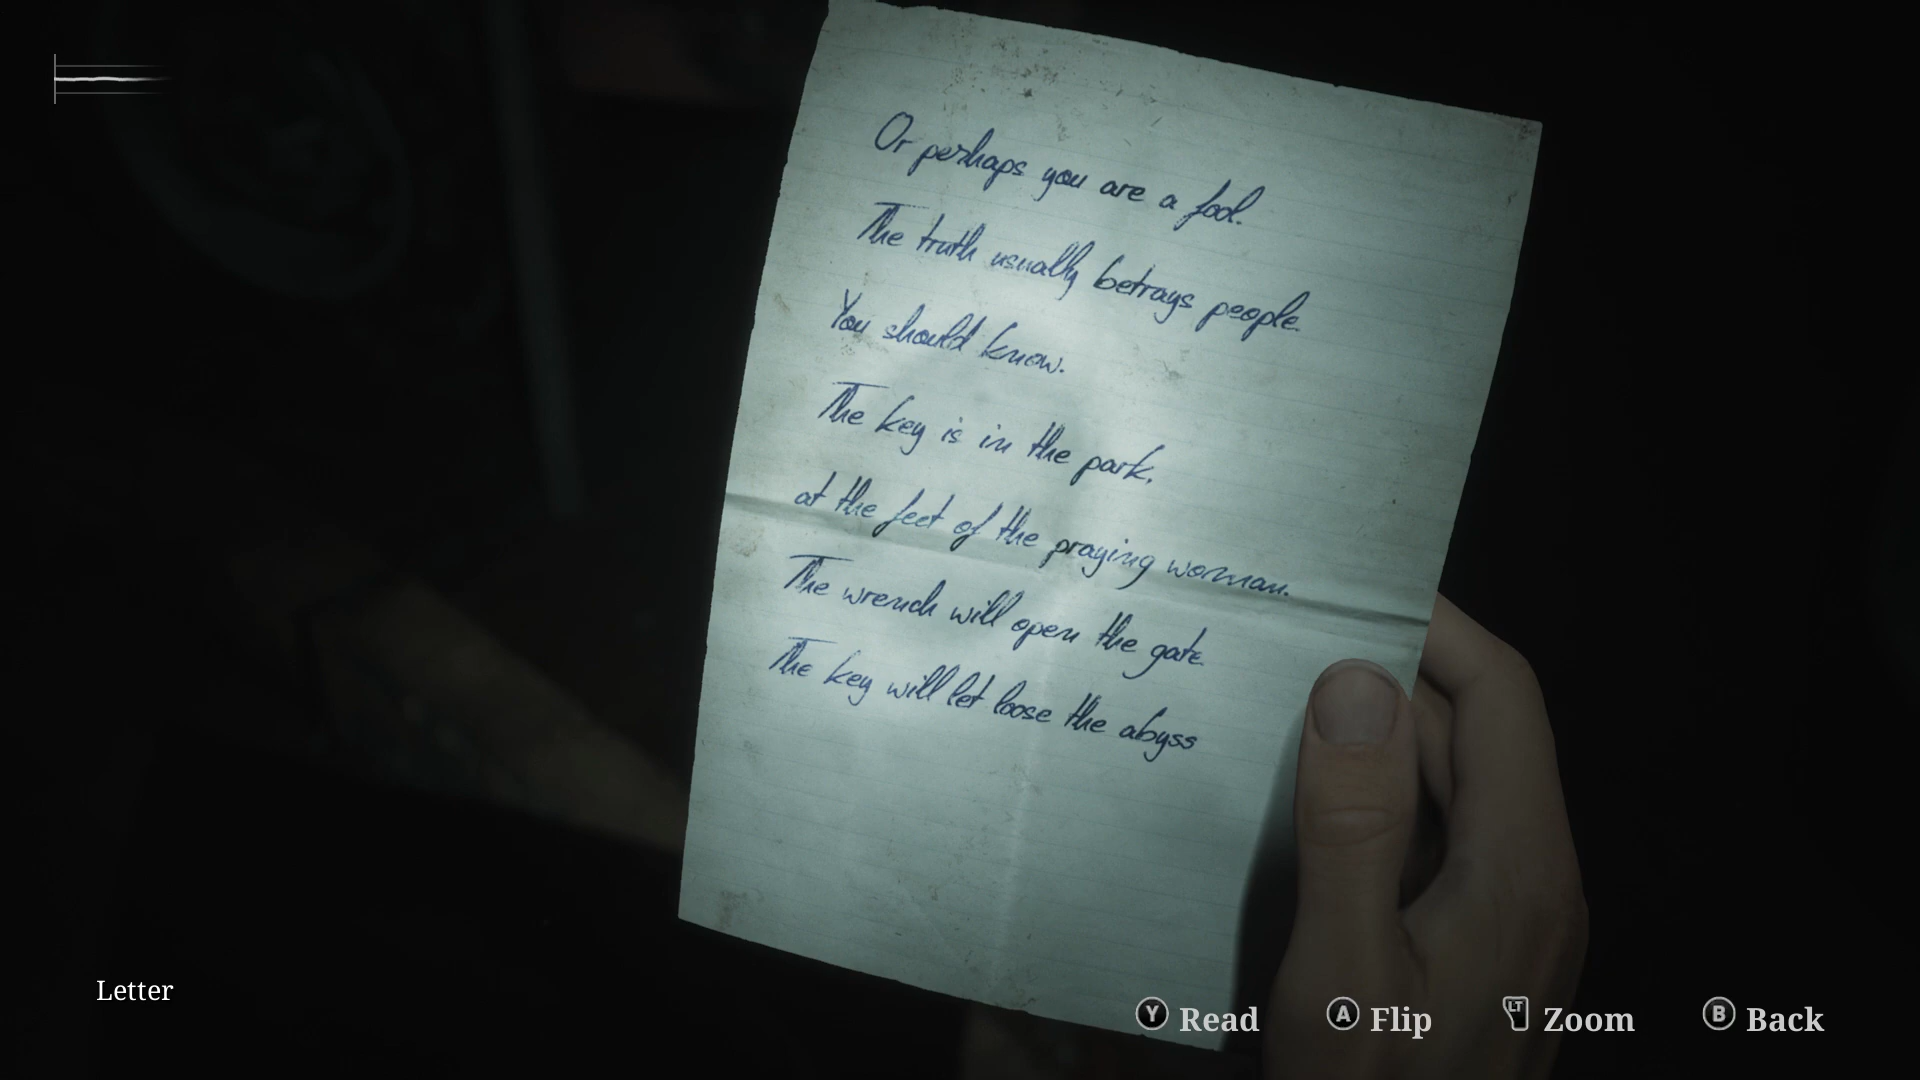 Or perhaps you are a fool.
The truth usually betrays people.
You should know.
The key is in the park,
at the feet of the praying woman.
The wrench will open the gate.
The key will let loose the abyss
Letter
Y Read A Flip LT Zoom B Back